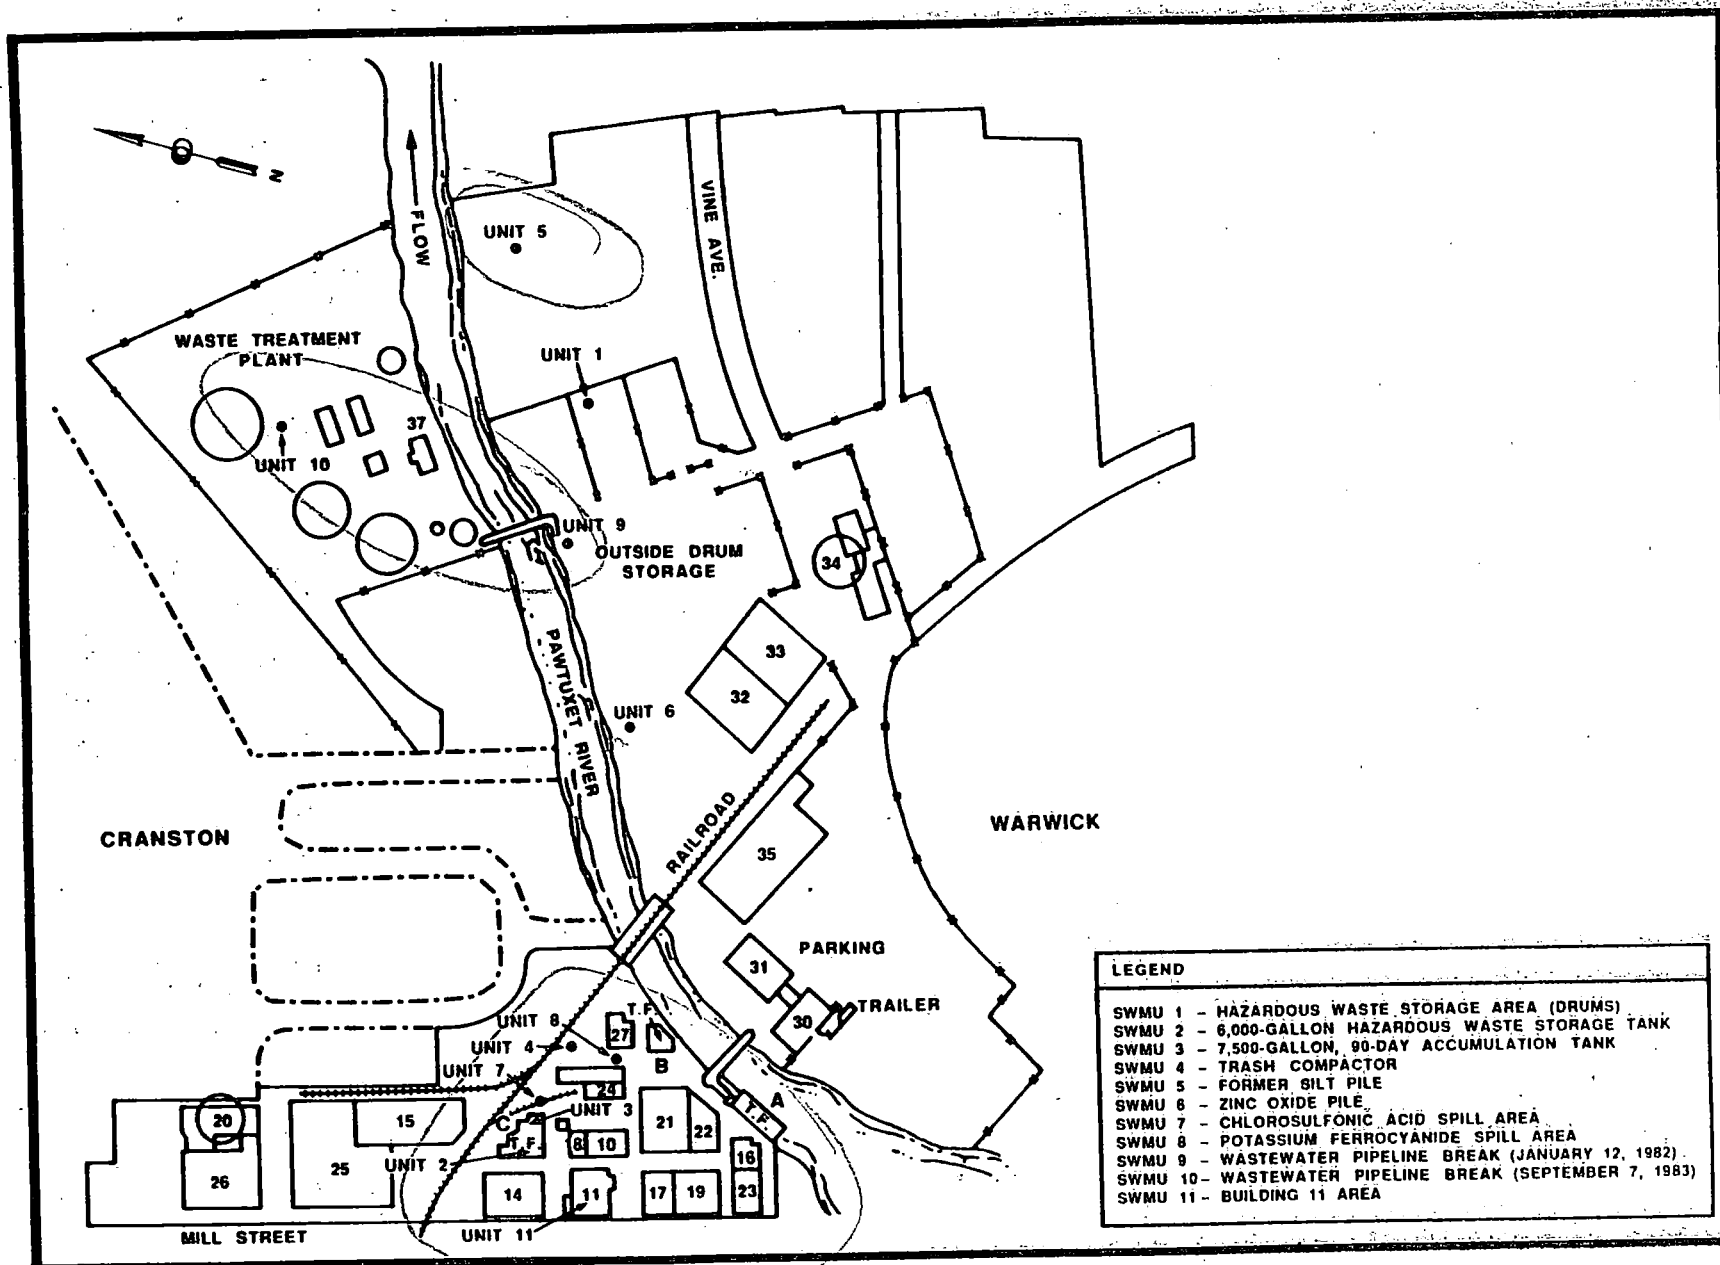 N
FLOW
UNIT 5
VINE AVE.
WASTE TREATMENT
PLANT
UNIT 1
37
UNIT 10
UNIT 9
OUTSIDE DRUM
STORAGE
34
33
32
PAWTUXET RIVER
UNIT 6
CRANSTON
WARWICK
RAILROAD
35
PARKING
31
TRAILER
30
T.F.
UNIT 8
27
UNIT 4
B
UNIT 7
24
A
T.F.
UNIT 3
C
20
15
21
22
T.F.
8
10
UNIT 2
16
26
25
14
11
17
19
23
MILL STREET
UNIT 11
LEGEND
SWMU 1 - HAZARDOUS WASTE STORAGE AREA (DRUMS)
SWMU 2 - 6,000-GALLON HAZARDOUS WASTE STORAGE TANK
SWMU 3 - 7,500-GALLON, 90-DAY ACCUMULATION TANK
SWMU 4 - TRASH COMPACTOR
SWMU 5 - FORMER SILT PILE
SWMU 6 - ZINC OXIDE PILE
SWMU 7 - CHLOROSULFONIC ACID SPILL AREA
SWMU 8 - POTASSIUM FERROCYANIDE SPILL AREA
SWMU 9 - WASTEWATER PIPELINE BREAK (JANUARY 12, 1982)
SWMU 10 - WASTEWATER PIPELINE BREAK (SEPTEMBER 7, 1983)
SWMU 11 - BUILDING 11 AREA